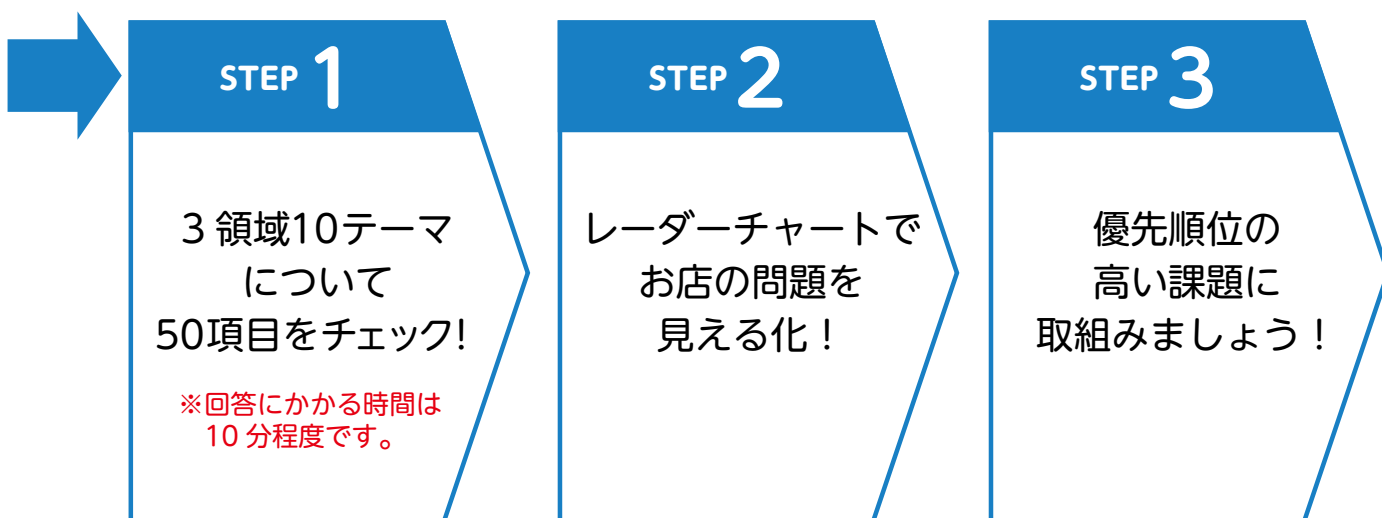 STEP 1
3領域10テーマ
について
50項目をチェック!
※回答にかかる時間は
10分程度です。
STEP 2
レーダーチャートで
お店の問題を
見える化!
STEP 3
優先順位の
高い課題に
取組みましょう!